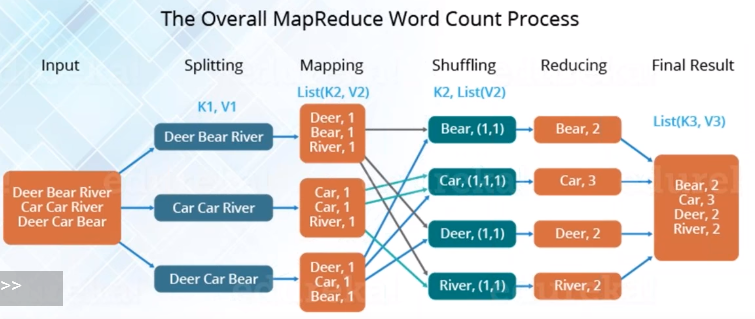 The Overall MapReduce Word Count Process
Input
Splitting
Mapping
Shuffling
Reducing
Final Result
K1, V1
List(K2, V2)
K2, List(V2)
List(K3, V3)
Deer Bear River
Car Car River
Deer Car Bear
Deer Bear River
Car Car River
Deer Car Bear
Deer, 1
Bear, 1
River, 1
Car, 1
Car, 1
River, 1
Deer, 1
Car, 1
Bear, 1
Bear, (1,1)
Car, (1,1,1)
Deer, (1,1)
River, (1,1)
Bear, 2
Car, 3
Deer, 2
River, 2
Bear, 2
Car, 3
Deer, 2
River, 2
>>